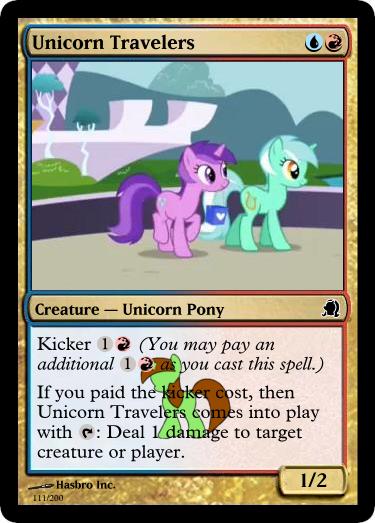 Unicorn Travelers
Creature — Unicorn Pony
Kicker 1 (You may pay an
additional 1 as you cast this spell.)
If you paid the kicker cost, then
Unicorn Travelers comes into play
with : Deal 1 damage to target
creature or player.
1/2
Hasbro Inc.
111/200